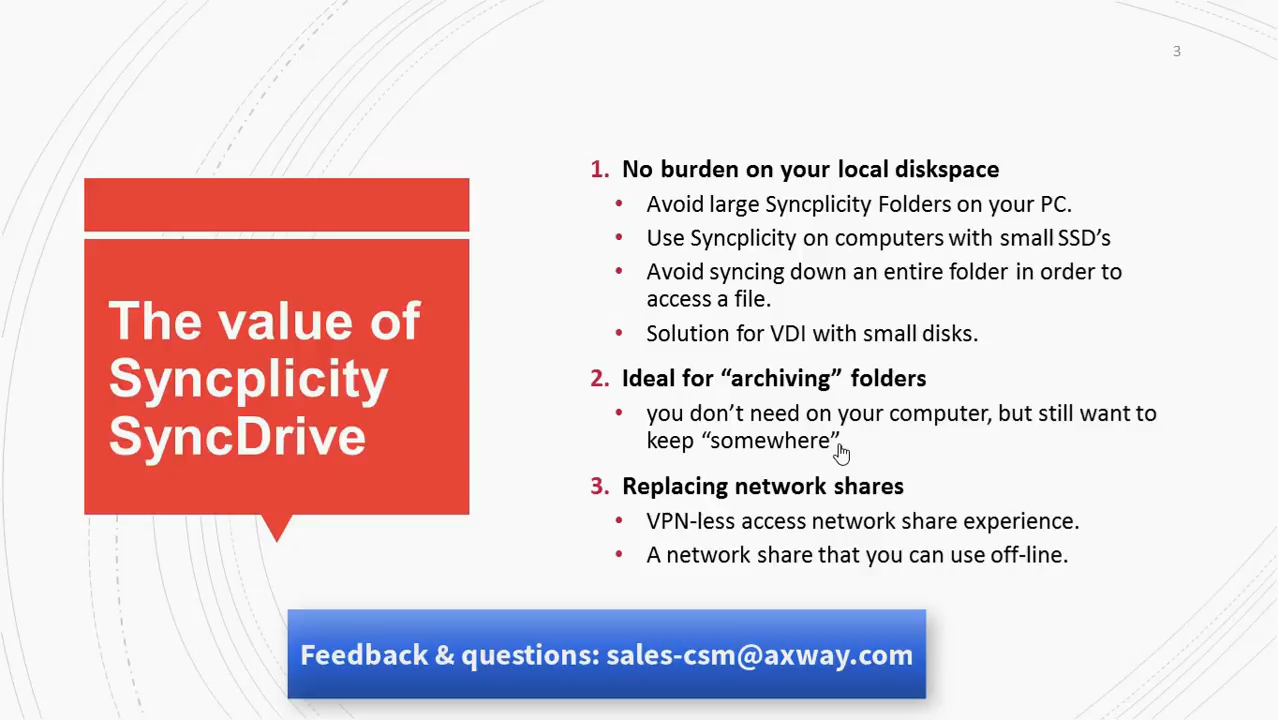 3
The value of
Syncplicity
SyncDrive
1. No burden on your local diskspace
• Avoid large Syncplicity Folders on your PC.
• Use Syncplicity on computers with small SSD’s
• Avoid syncing down an entire folder in order to
access a file.
• Solution for VDI with small disks.
2. Ideal for “archiving” folders
• you don’t need on your computer, but still want to
keep “somewhere”
3. Replacing network shares
• VPN-less access network share experience.
• A network share that you can use off-line.
Feedback & questions: sales-csm@axway.com